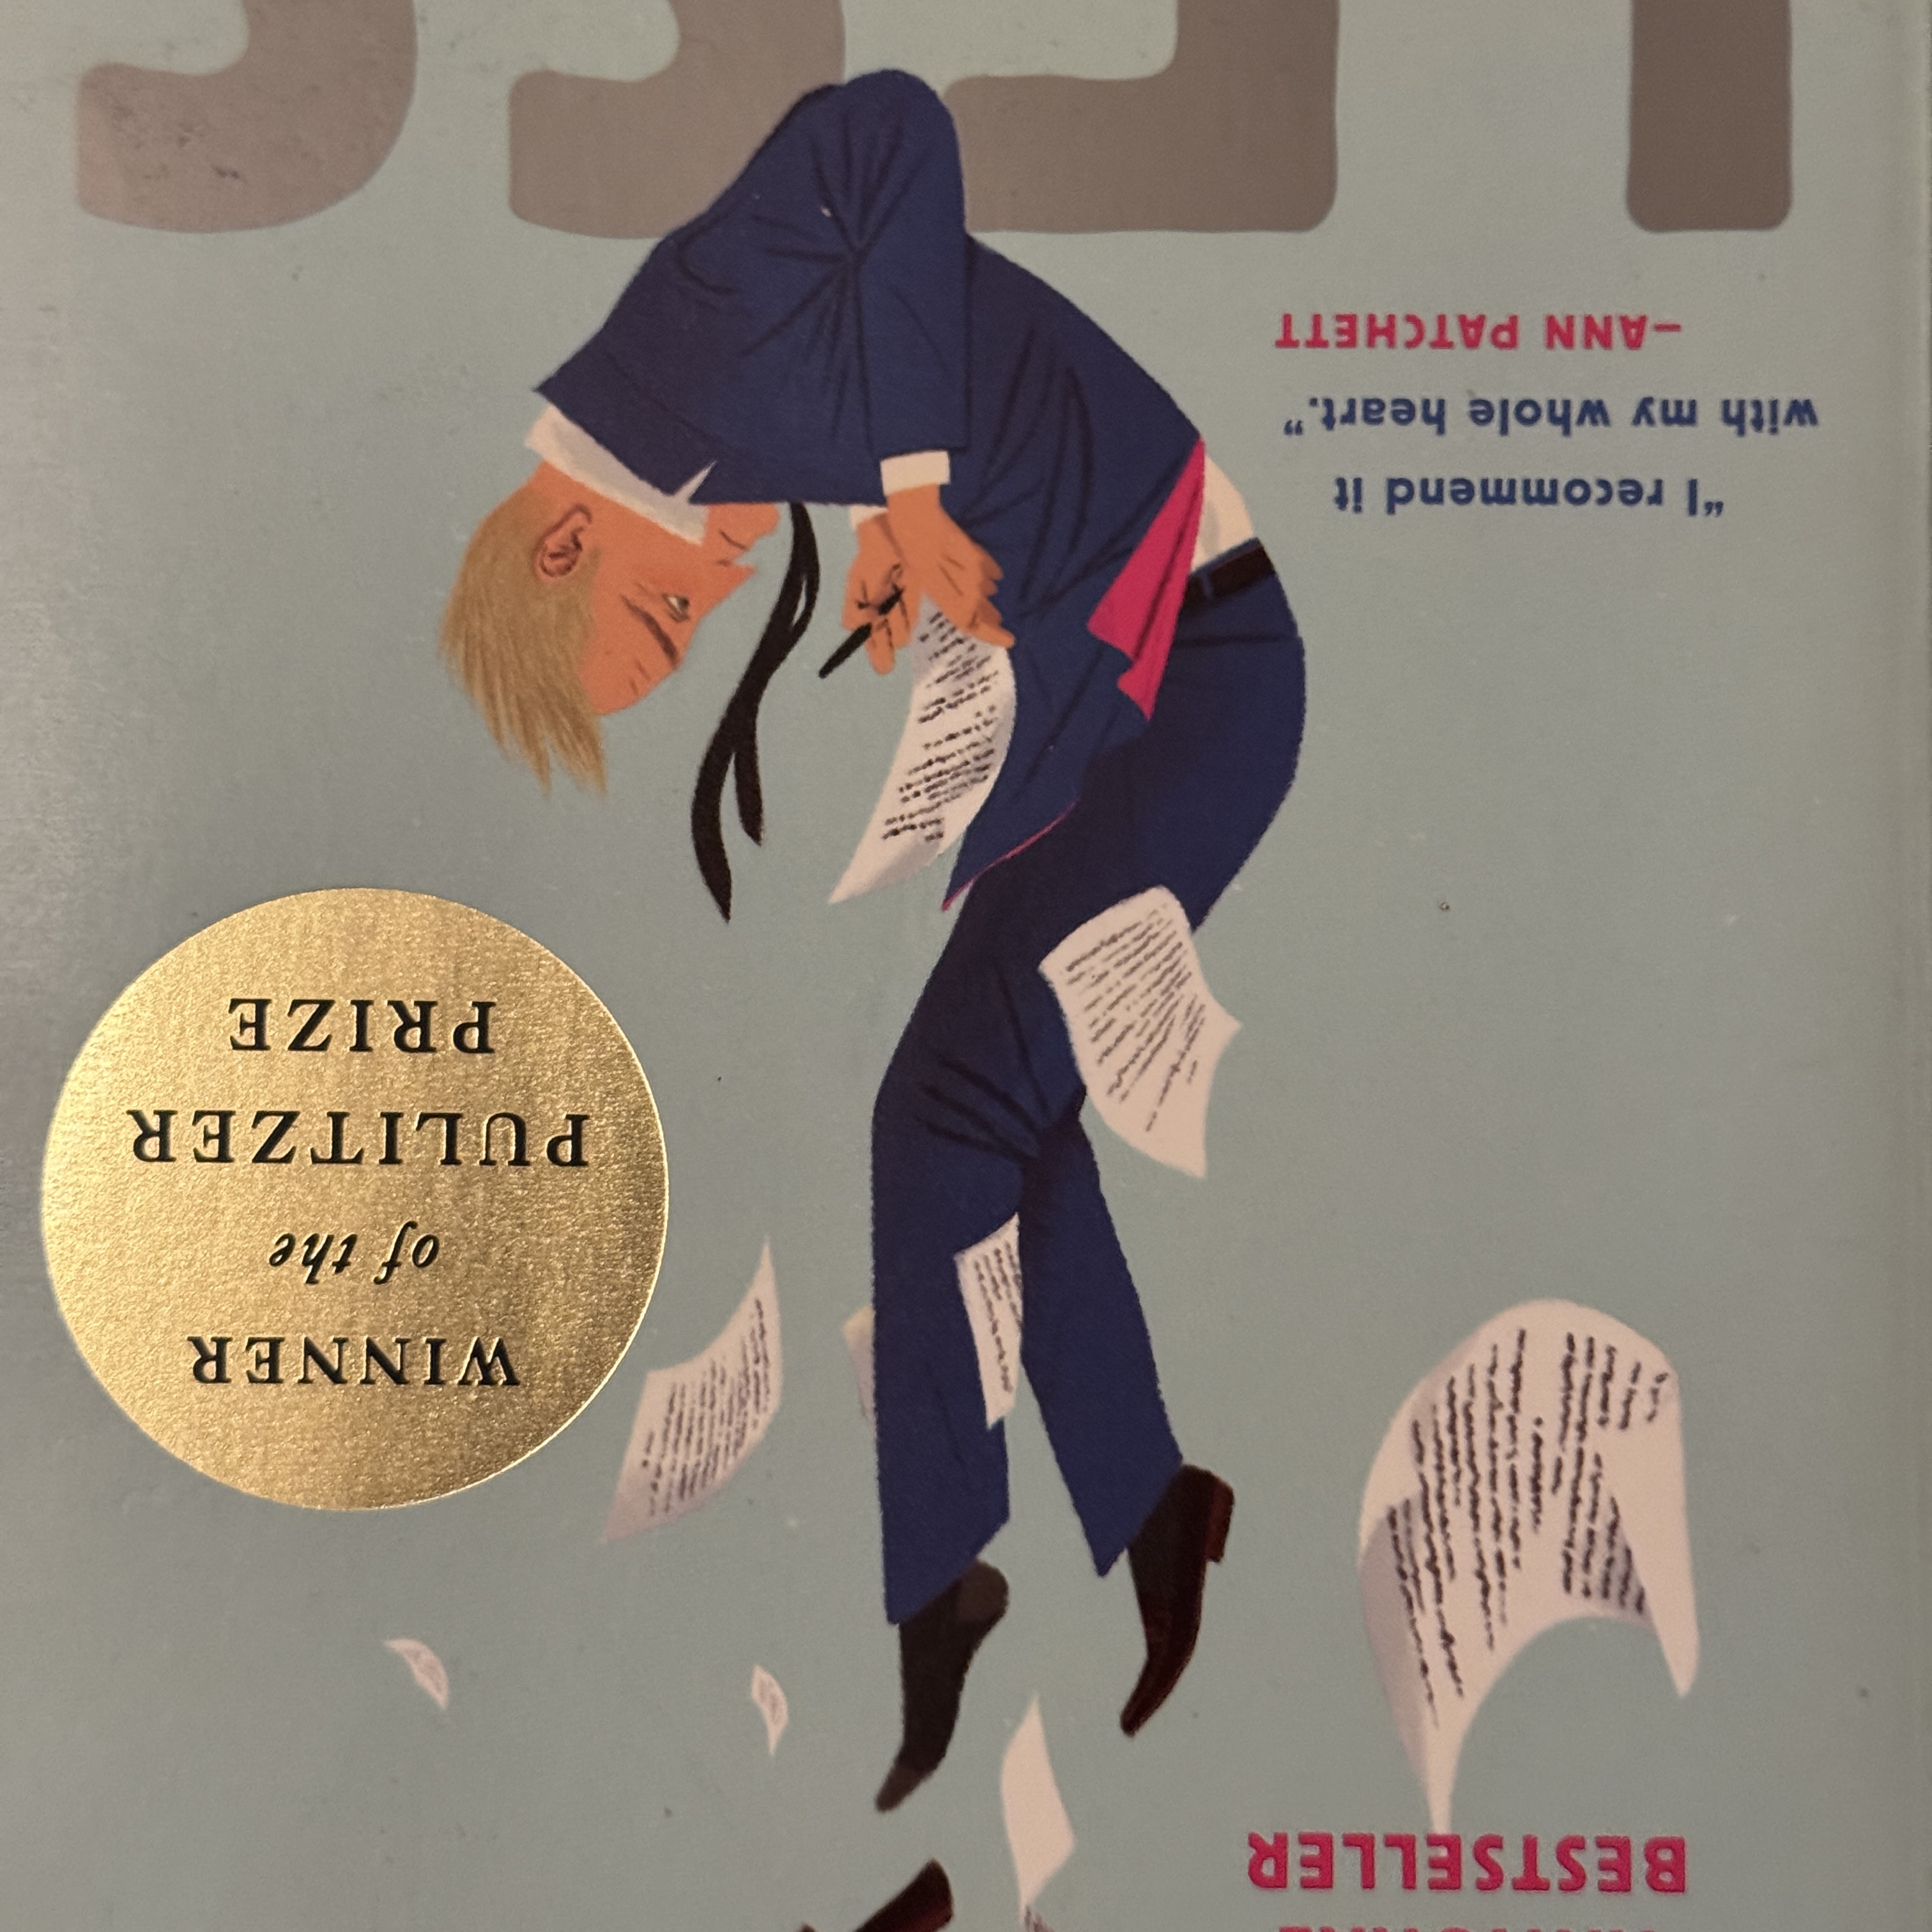 BESTSELLER
WINNER
of the
PULITZER
PRIZE
“I recommend it
with my whole heart.”
—ANN PATCHETT